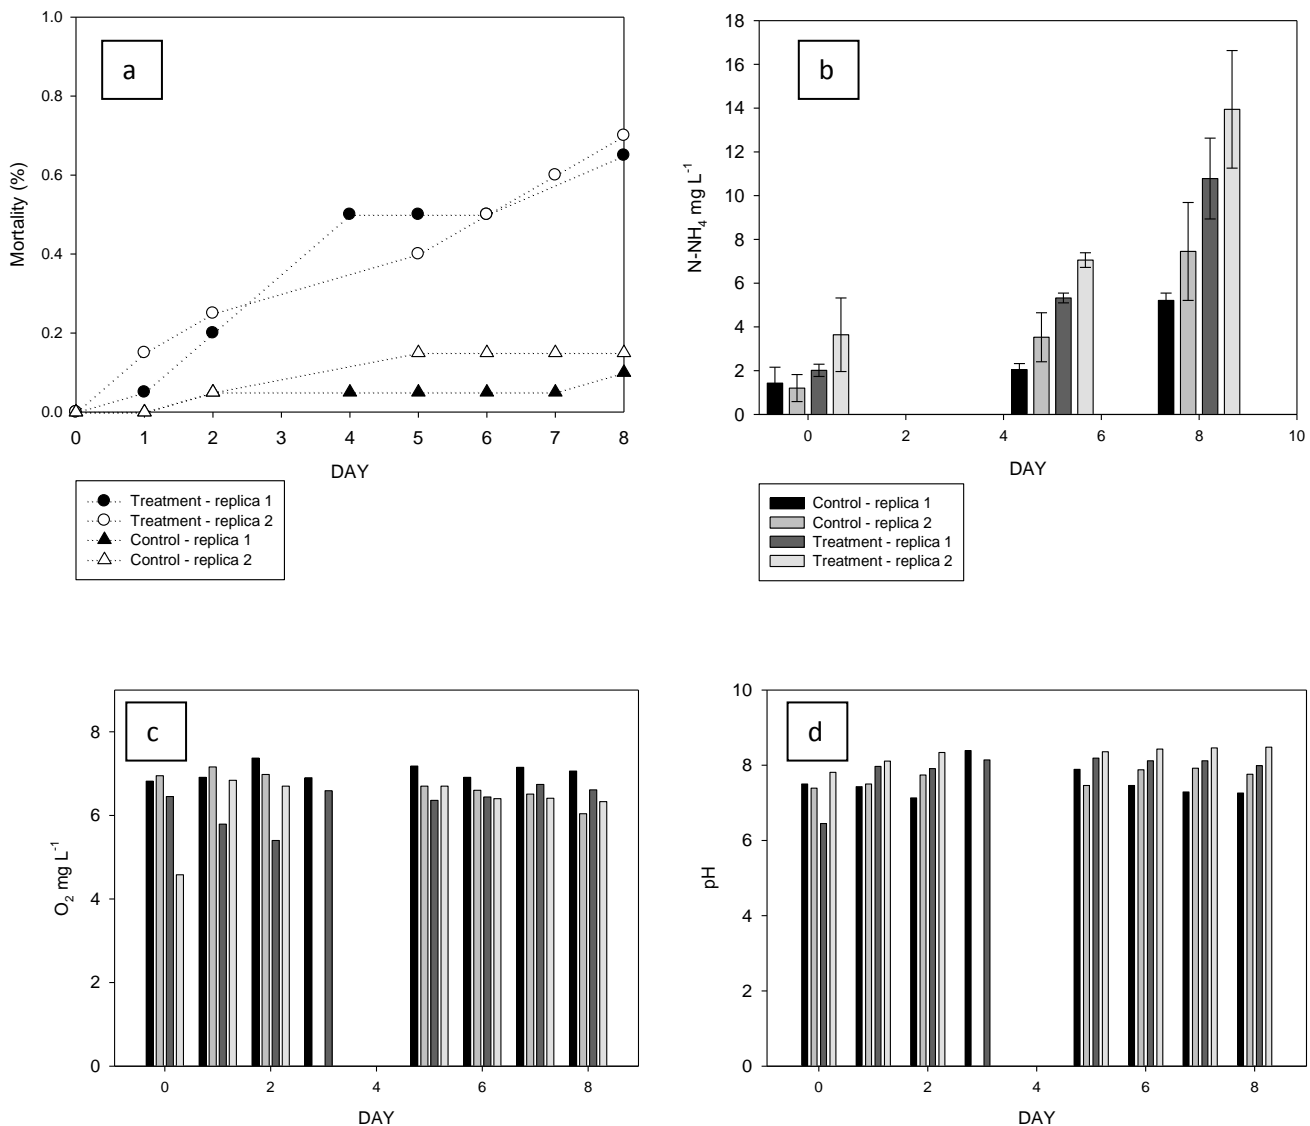 a
1.0
0.8
0.6
0.4
0.2
0.0
Mortality (%)
0 1 2 3 4 5 6 7 8
DAY
Treatment - replica 1
Treatment - replica 2
Control - replica 1
Control - replica 2
b
18
16
14
12
10
8
6
4
2
0
N-NH₄ mg L⁻¹
0 2 4 6 8 10
DAY
Control - replica 1
Control - replica 2
Treatment - replica 1
Treatment - replica 2
c
8
6
4
2
0
O₂ mg L⁻¹
0 2 4 6 8
DAY
d
10
8
6
4
2
0
pH
0 2 4 6 8
DAY